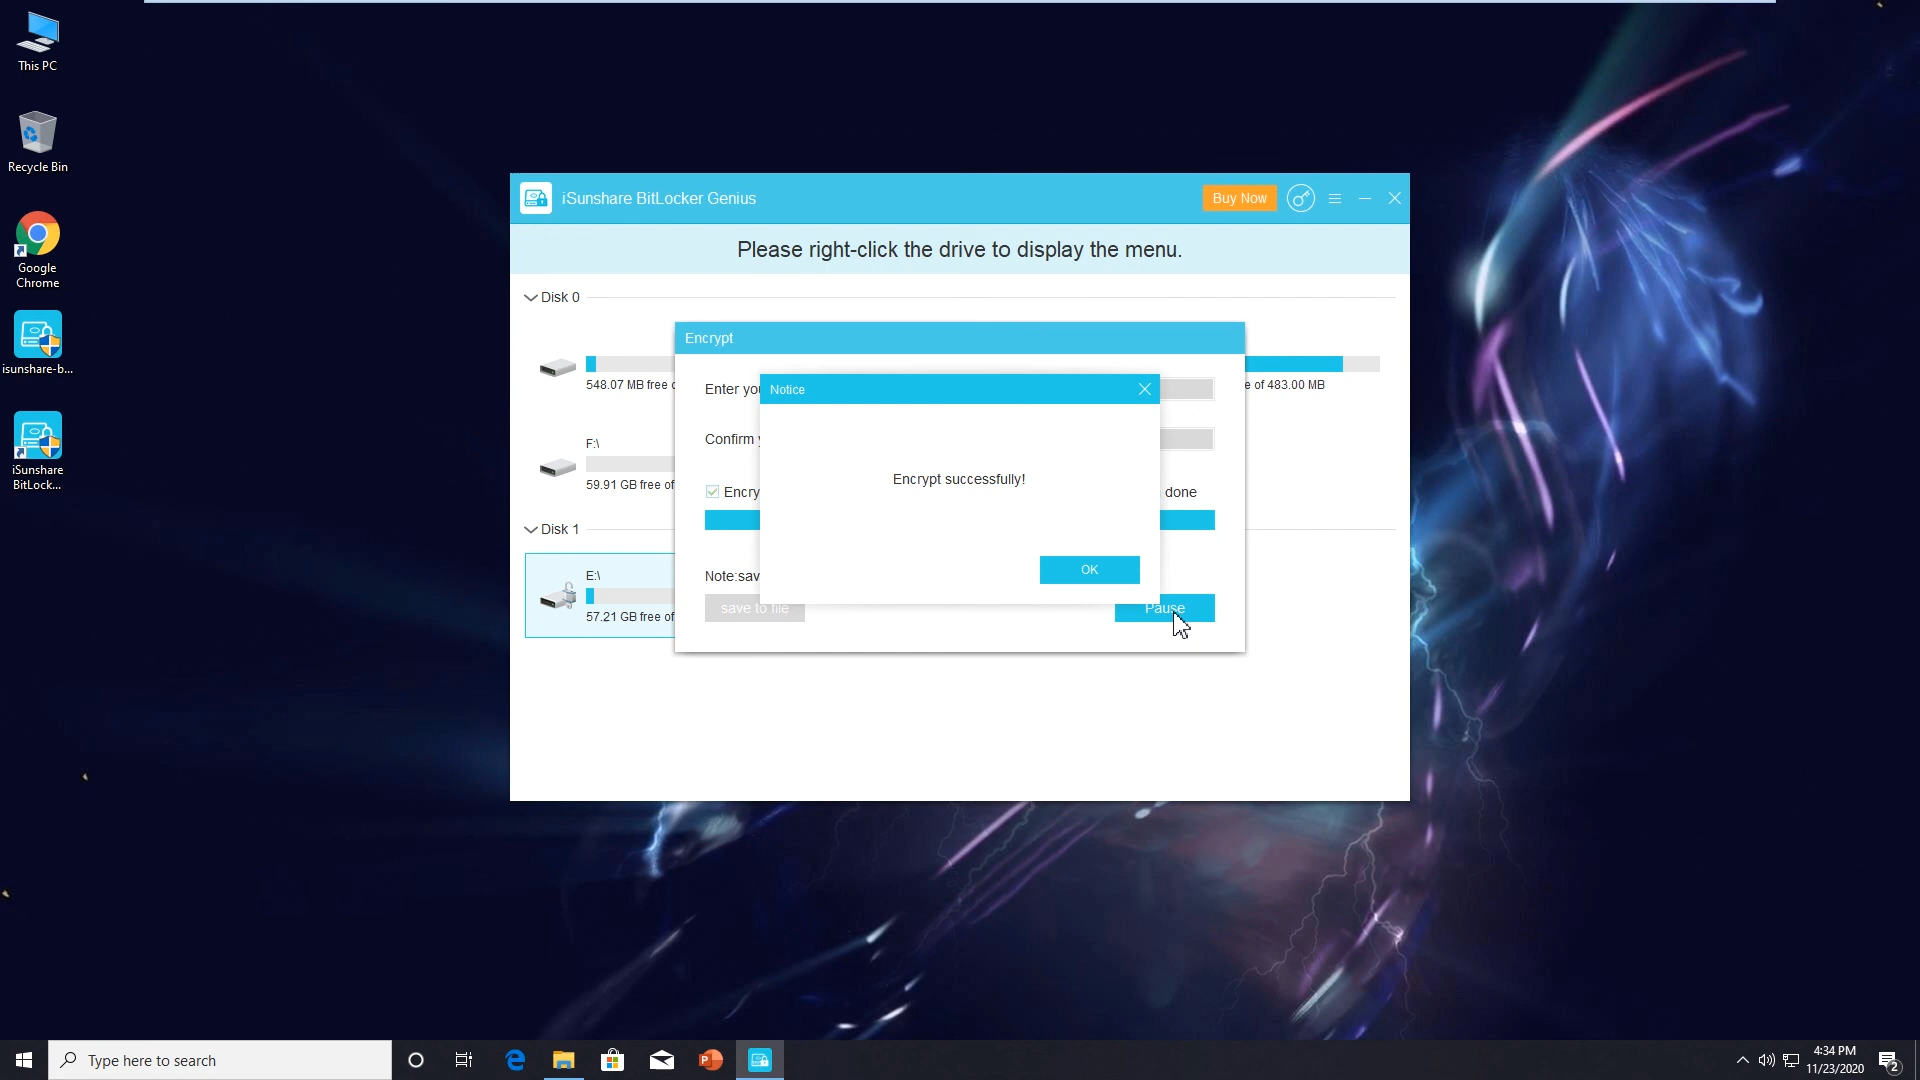 This PC
Recycle Bin
Google
Chrome
isunshare-b...
iSunshare
BitLock...
iSunshare BitLocker Genius
Buy Now
Please right-click the drive to display the menu.
Disk 0
548.07 MB free
e of 483.00 MB
F:\
59.91 GB free of
Disk 1
E:\
57.21 GB free of
Encrypt
Enter yo
Confirm
Encry
done
Note:sav
save to file
Pause
Notice
Encrypt successfully!
OK
Type here to search
4:34 PM
11/23/2020
2